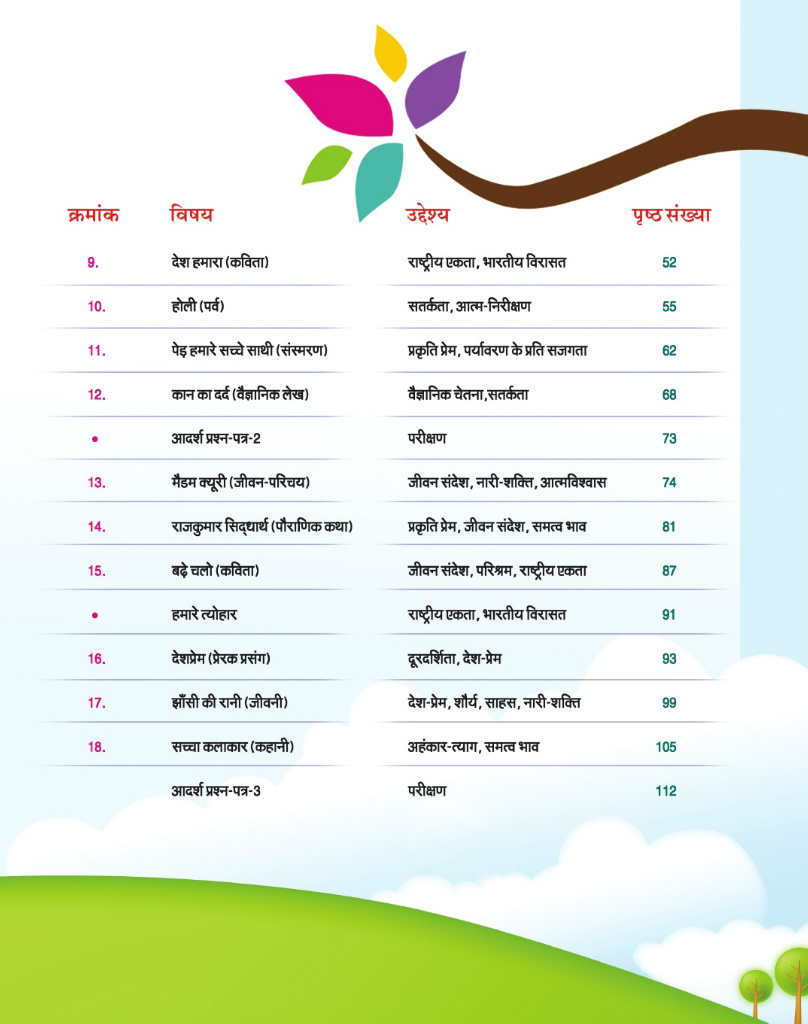 क्रमांक विषय उद्देश्य पृष्ठ संख्या
9. देश हमारा (कविता) राष्ट्रीय एकता, भारतीय विरासत 52
10. होली (पर्व) सतर्कता, आत्म-निरीक्षण 55
11. पेड़ हमारे सच्चे साथी (संस्मरण) प्रकृति प्रेम, पर्यावरण के प्रति सजगता 62
12. कान का दर्द (वैज्ञानिक लेख) वैज्ञानिक चेतना,सतर्कता 68
• आदर्श प्रश्न-पत्र-2 परीक्षण 73
13. मैडम क्यूरी (जीवन-परिचय) जीवन संदेश, नारी-शक्ति, आत्मविश्वास 74
14. राजकुमार सिद्धार्थ (पौराणिक कथा) प्रकृति प्रेम, जीवन संदेश, समत्व भाव 81
15. बढ़े चलो (कविता) जीवन संदेश, परिश्रम, राष्ट्रीय एकता 87
• हमारे त्योहार राष्ट्रीय एकता, भारतीय विरासत 91
16. देशप्रेम (प्रेरक प्रसंग) दूरदर्शिता, देश-प्रेम 93
17. झाँसी की रानी (जीवनी) देश-प्रेम, शौर्य, साहस, नारी-शक्ति 99
18. सच्चा कलाकार (कहानी) अहंकार-त्याग, समत्व भाव 105
आदर्श प्रश्न-पत्र-3 परीक्षण 112